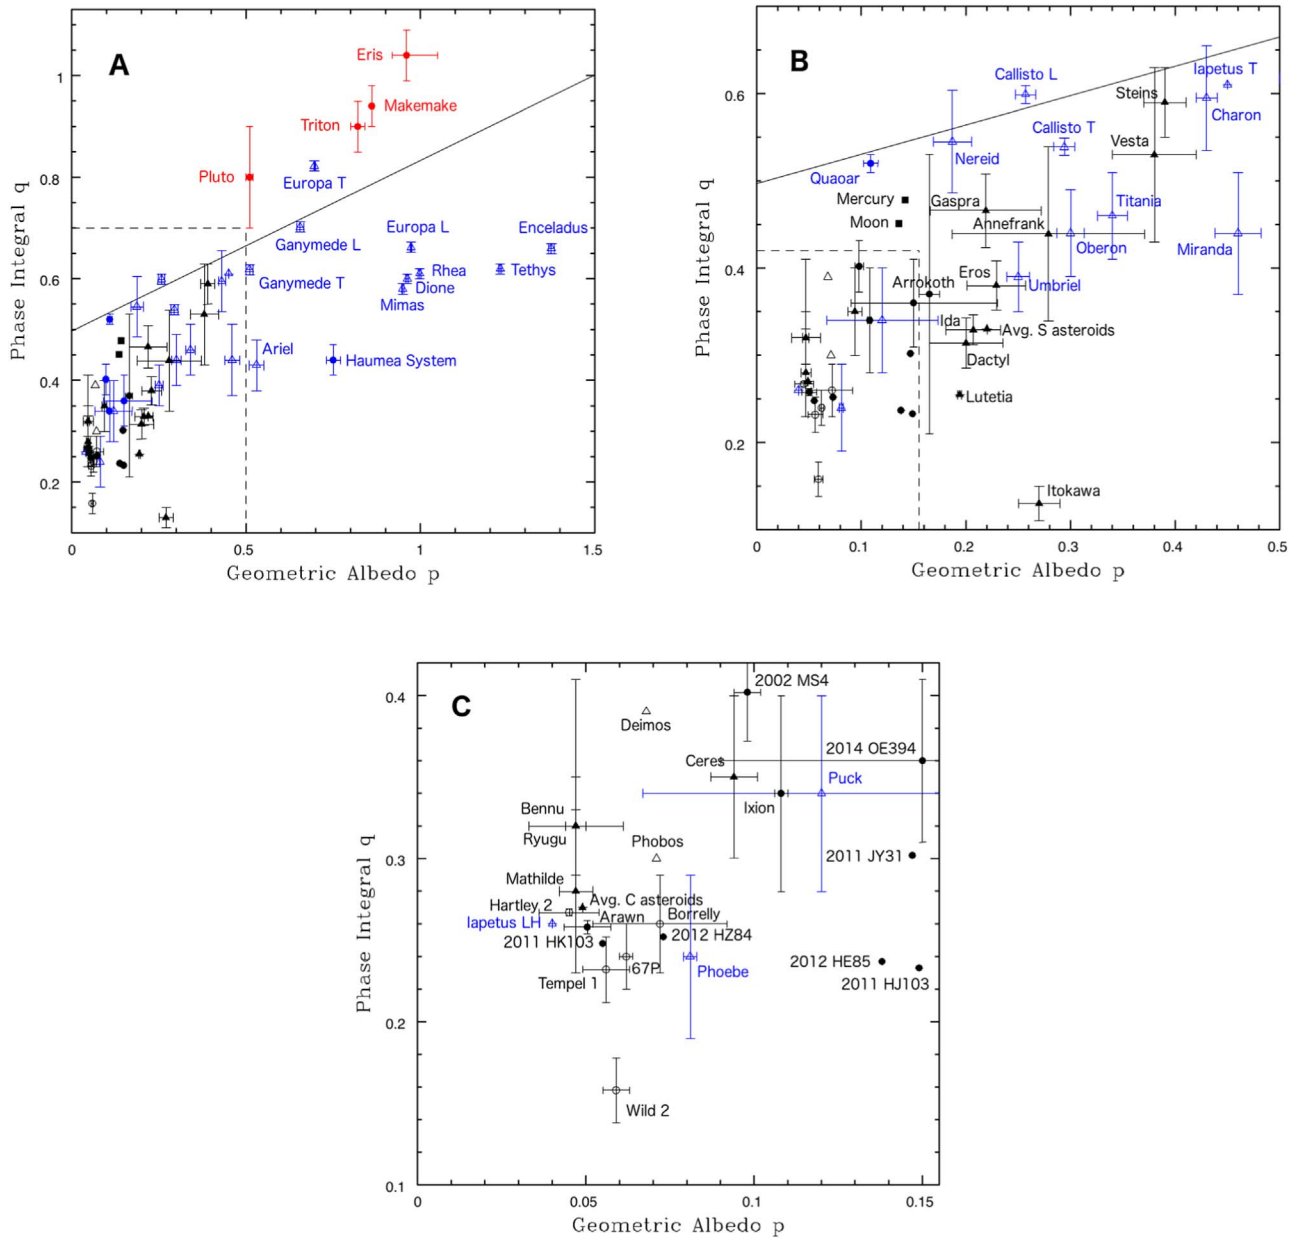 A
Eris
Makemake
Triton
Pluto
Europa T
Ganymede L
Europa L
Enceladus
Ganymede T
Rhea
Tethys
Dione
Mimas
Ariel
Haumea System
1
0.8
0.6
0.4
0.2
0
0.5
1
1.5
Phase Integral q
Geometric Albedo p
B
Callisto L
Iapetus T
Steins
Charon
Callisto T
Vesta
Nereid
Quaoar
Mercury
Gaspra
Titania
Moon
Annefrank
Oberon
Miranda
Eros
Arrokoth
Umbriel
Ida
Avg. S asteroids
Dactyl
Lutetia
Itokawa
0.6
0.4
0.2
0
0.1
0.2
0.3
0.4
0.5
Phase Integral q
Geometric Albedo p
C
2002 MS4
Deimos
2014 OE394
Ceres
Puck
Bennu
Ixion
Ryugu
Phobos
2011 JY31
Mathilde
Avg. C asteroids
Hartley 2
Arawn
Borrelly
Iapetus LH
2011 HK103
2012 HZ84
67P
Phoebe
2012 HE85
Tempel 1
2011 HJ103
Wild 2
0.4
0.3
0.2
0.1
0
0.05
0.1
0.15
Phase Integral q
Geometric Albedo p